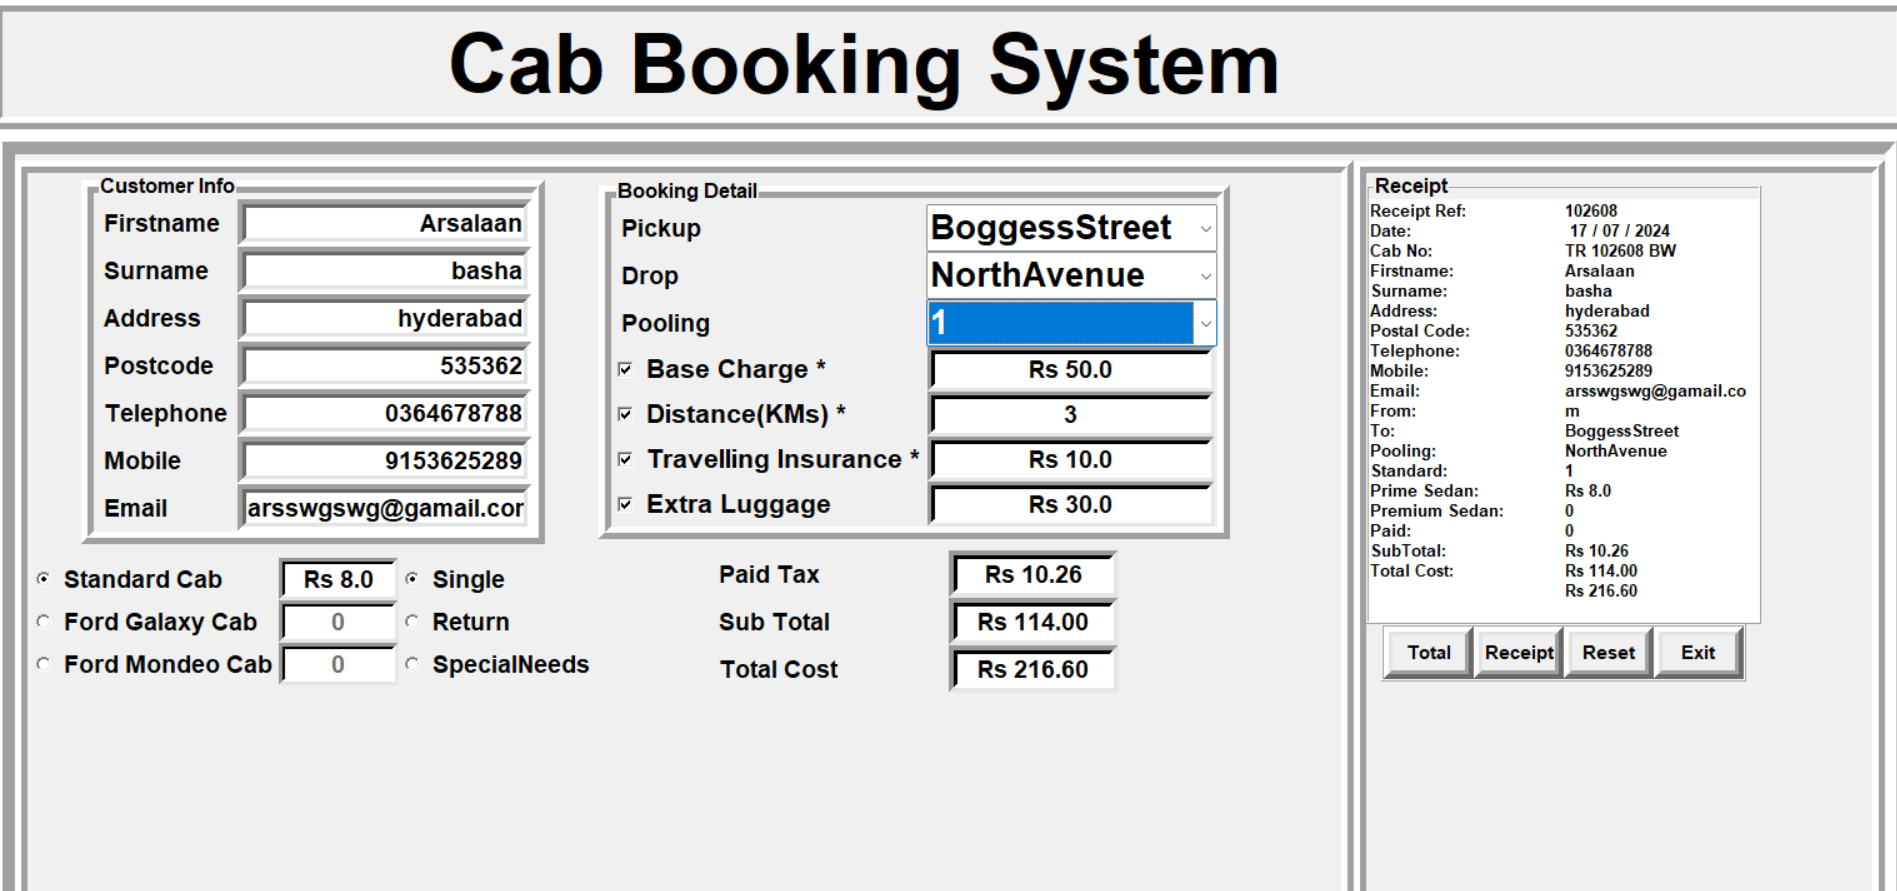 Cab Booking System
Customer Info
Firstname Arsalaan
Surname basha
Address hyderabad
Postcode 535362
Telephone 0364678788
Mobile 9153625289
Email arsswgswg@gamail.com
Booking Detail
Pickup BoggessStreet
Drop NorthAvenue
Pooling 1
Base Charge * Rs 50.0
Distance(KMs) * 3
Travelling Insurance * Rs 10.0
Extra Luggage Rs 30.0
Standard Cab Rs 8.0 Single
Ford Galaxy Cab 0 Return
Ford Mondeo Cab 0 SpecialNeeds
Paid Tax Rs 10.26
Sub Total Rs 114.00
Total Cost Rs 216.60
Receipt
Receipt Ref: 102608
Date: 17 / 07 / 2024
Cab No: TR 102608 BW
Firstname: Arsalaan
Surname: basha
Address: hyderabad
Postal Code: 535362
Telephone: 0364678788
Mobile: 9153625289
Email: arsswgswg@gamail.co
From: m
To: BoggessStreet
Pooling: NorthAvenue
Standard: 1
Prime Sedan: Rs 8.0
Premium Sedan: 0
Paid: 0
SubTotal: Rs 10.26
Total Cost: Rs 114.00
Rs 216.60
Total Receipt Reset Exit